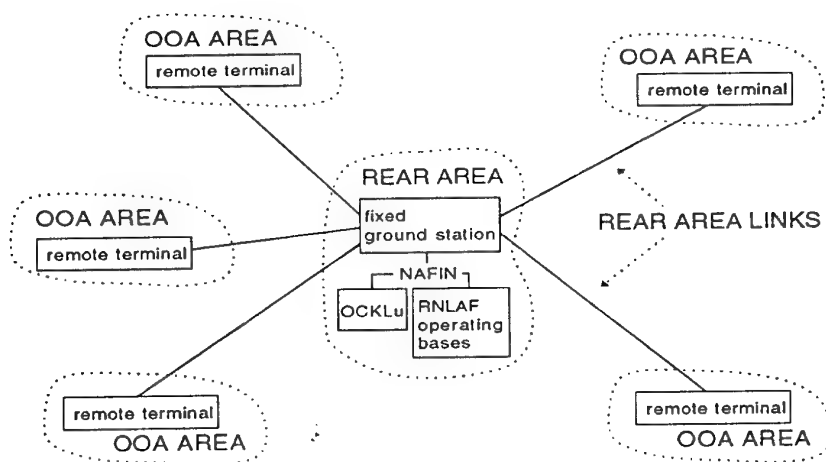 OOA AREA
remote terminal
OOA AREA
remote terminal
REAR AREA
fixed
ground station
OOA AREA
remote terminal
REAR AREA LINKS
NAFIN
OCKLu
RNLAF
operating
bases
remote terminal
OOA AREA
remote terminal
OOA AREA